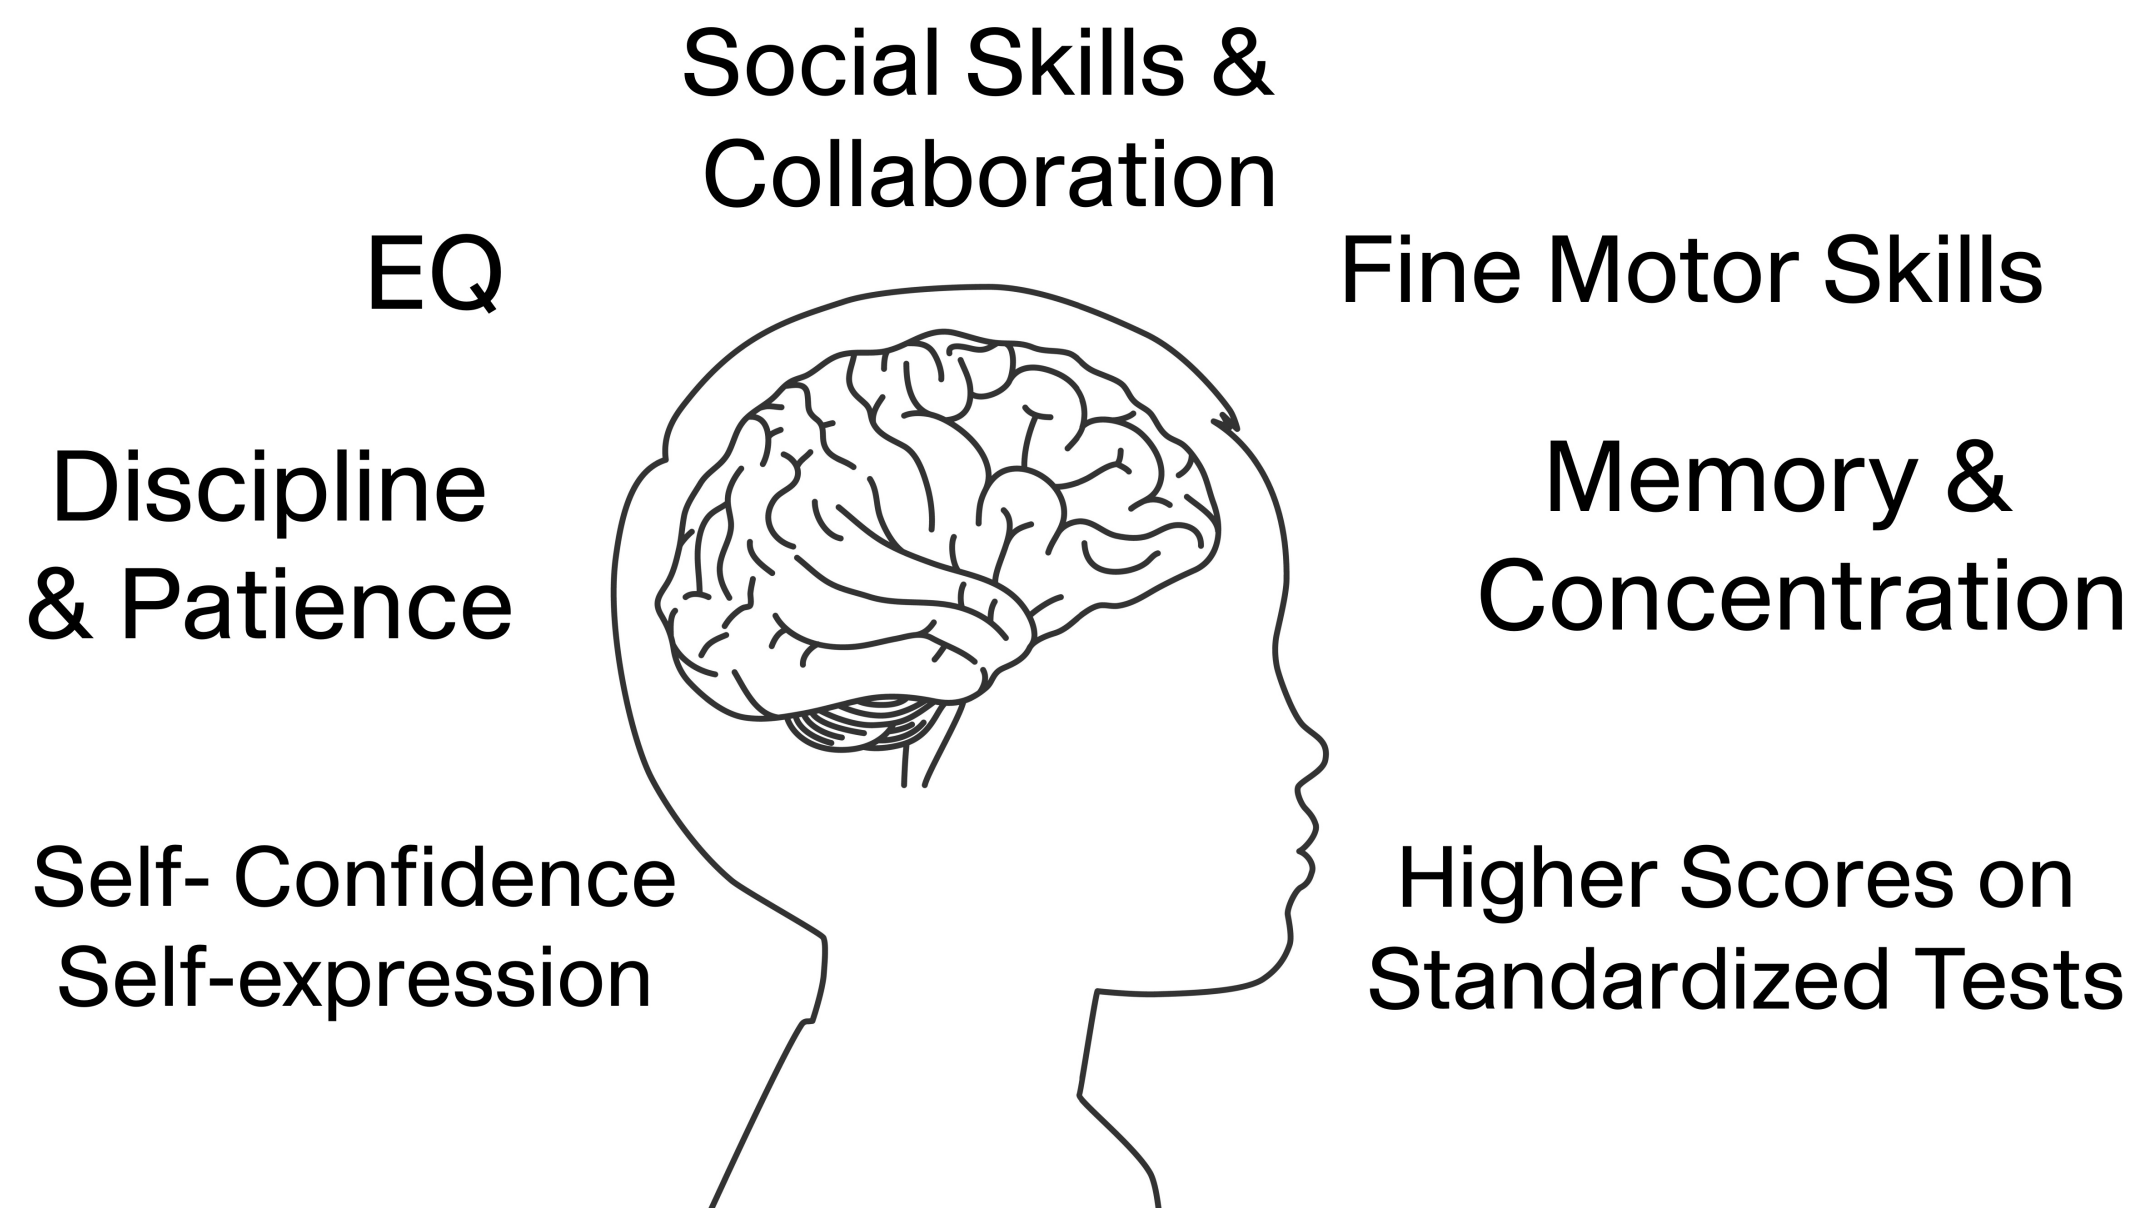 Social Skills &
Collaboration
EQ
Fine Motor Skills
Discipline
& Patience
Memory &
Concentration
Self- Confidence
Self-expression
Higher Scores on
Standardized Tests